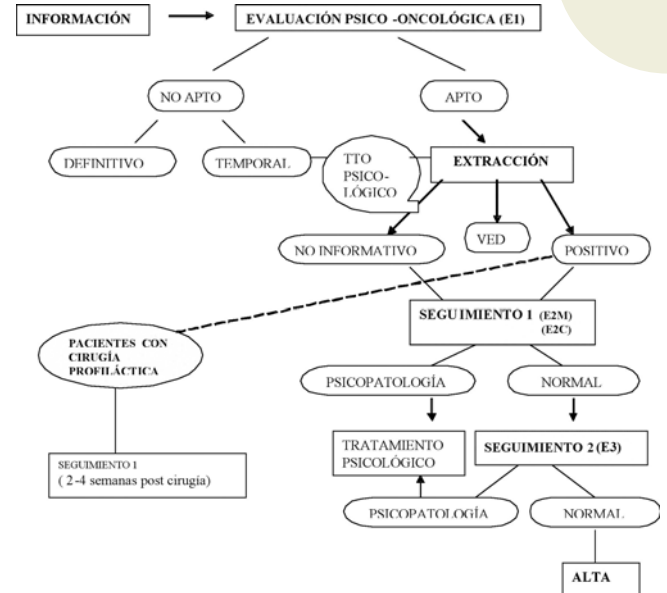 INFORMACIÓN
EVALUACIÓN PSICO -ONCOLÓGICA (E1)
NO APTO
APTO
DEFINITIVO
TEMPORAL
TTO
PSICO-
LÓGICO
EXTRACCIÓN
NO INFORMATIVO
VED
POSITIVO
SEGUIMIENTO 1 (E2M)
(E2C)
PACIENTES CON
CIRUGÍA
PROFILÁCTICA
PSICOPATOLOGÍA
NORMAL
SEGUIMIENTO 1
( 2-4 semanas post cirugía)
TRATAMIENTO
PSICOLÓGICO
SEGUIMIENTO 2 (E3)
PSICOPATOLOGÍA
NORMAL
ALTA